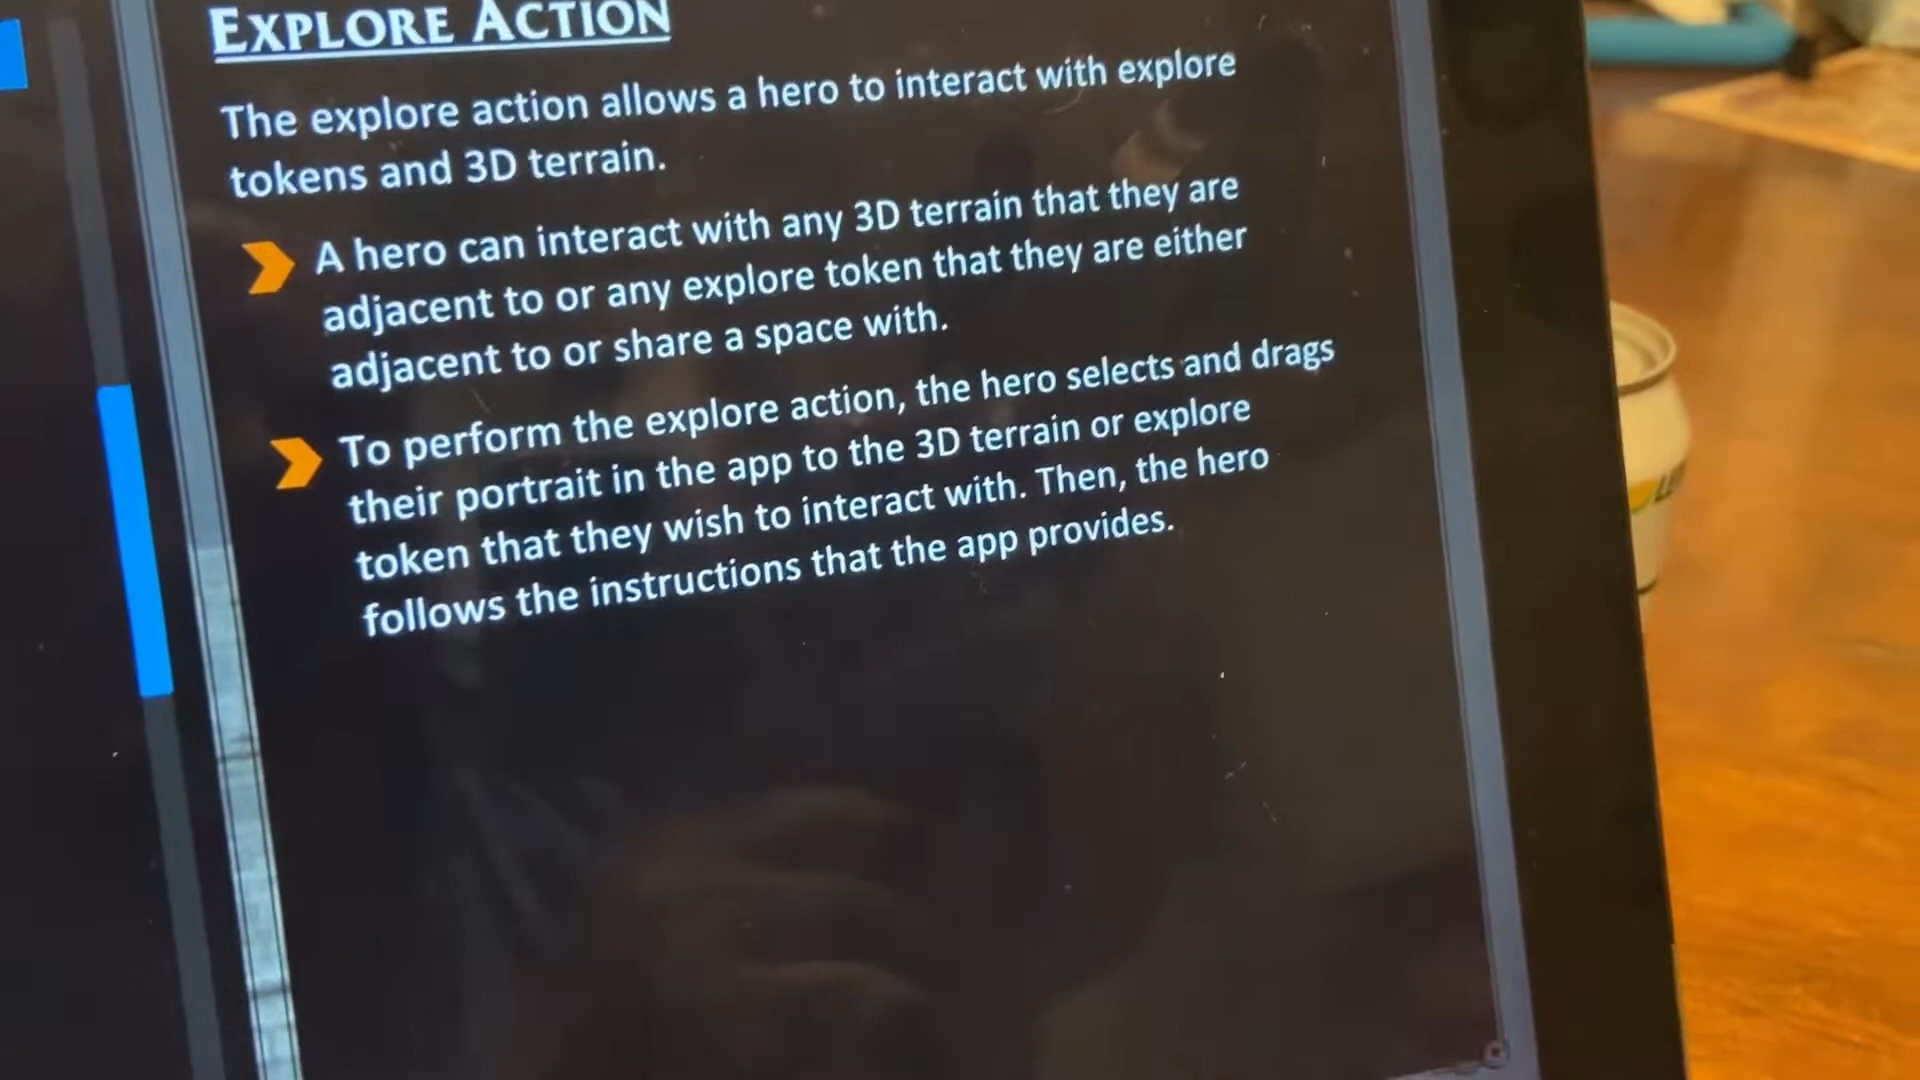 EXPLORE ACTION
The explore action allows a hero to interact with explore
tokens and 3D terrain.
A hero can interact with any 3D terrain that they are
adjacent to or any explore token that they are either
adjacent to or share a space with.
To perform the explore action, the hero selects and drags
their portrait in the app to the 3D terrain or explore
token that they wish to interact with. Then, the hero
follows the instructions that the app provides.